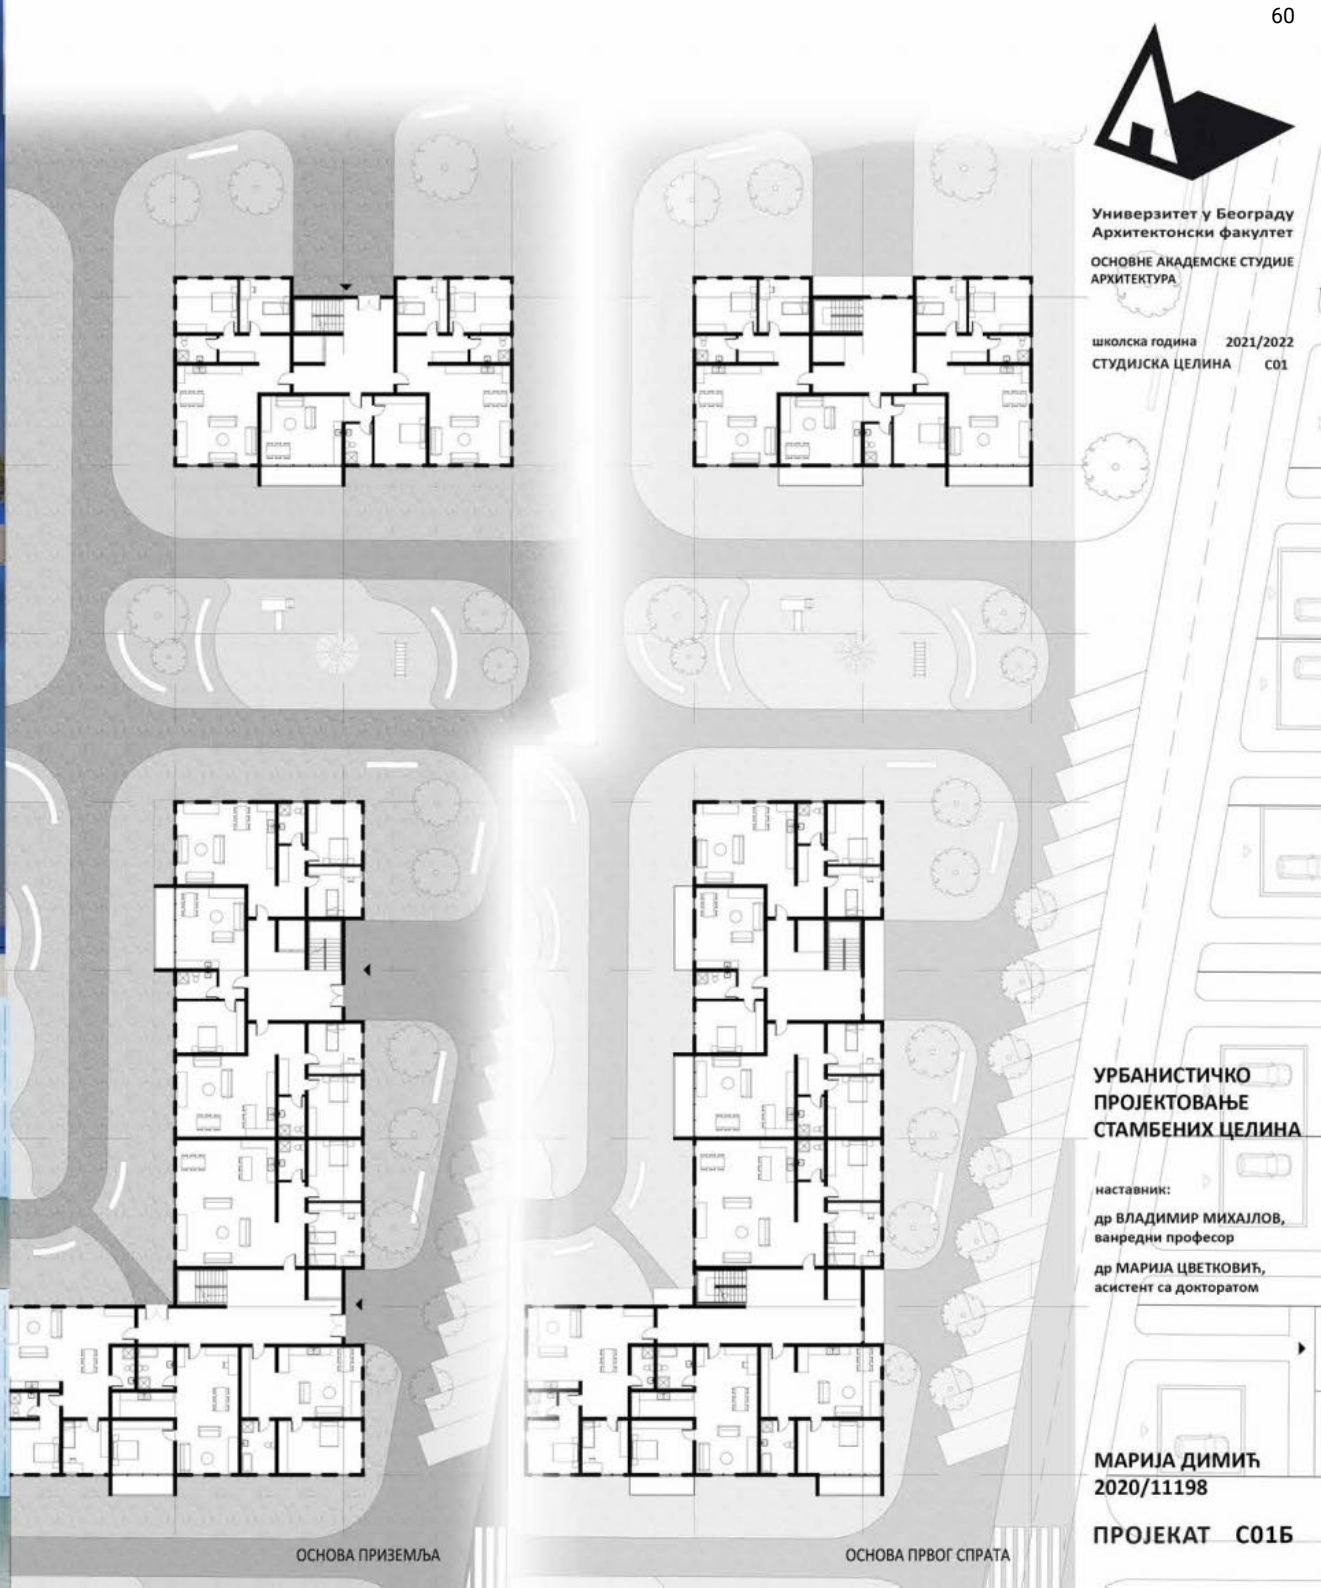 60
Универзитет у Београду
Архитектонски факултет
ОСНОВНЕ АКАДЕМСКЕ СТУДИЈЕ
АРХИТЕКТУРА
школска година 2021/2022
СТУДИЈСКА ЦЕЛИНА С01
УРБАНИСТИЧКО
ПРОЈЕКТОВАЊЕ
СТАМБЕНИХ ЦЕЛИНА
наставник:
др ВЛАДИМИР МИХАЈЛОВ,
ванредни професор
др МАРИЈА ЦВЕТКОВИЋ,
асистент са докторатом
МАРИЈА ДИМИЋ
2020/11198
ПРОЈЕКАТ С01Б
ОСНОВА ПРИЗЕМЉА
ОСНОВА ПРВОГ СПРАТА